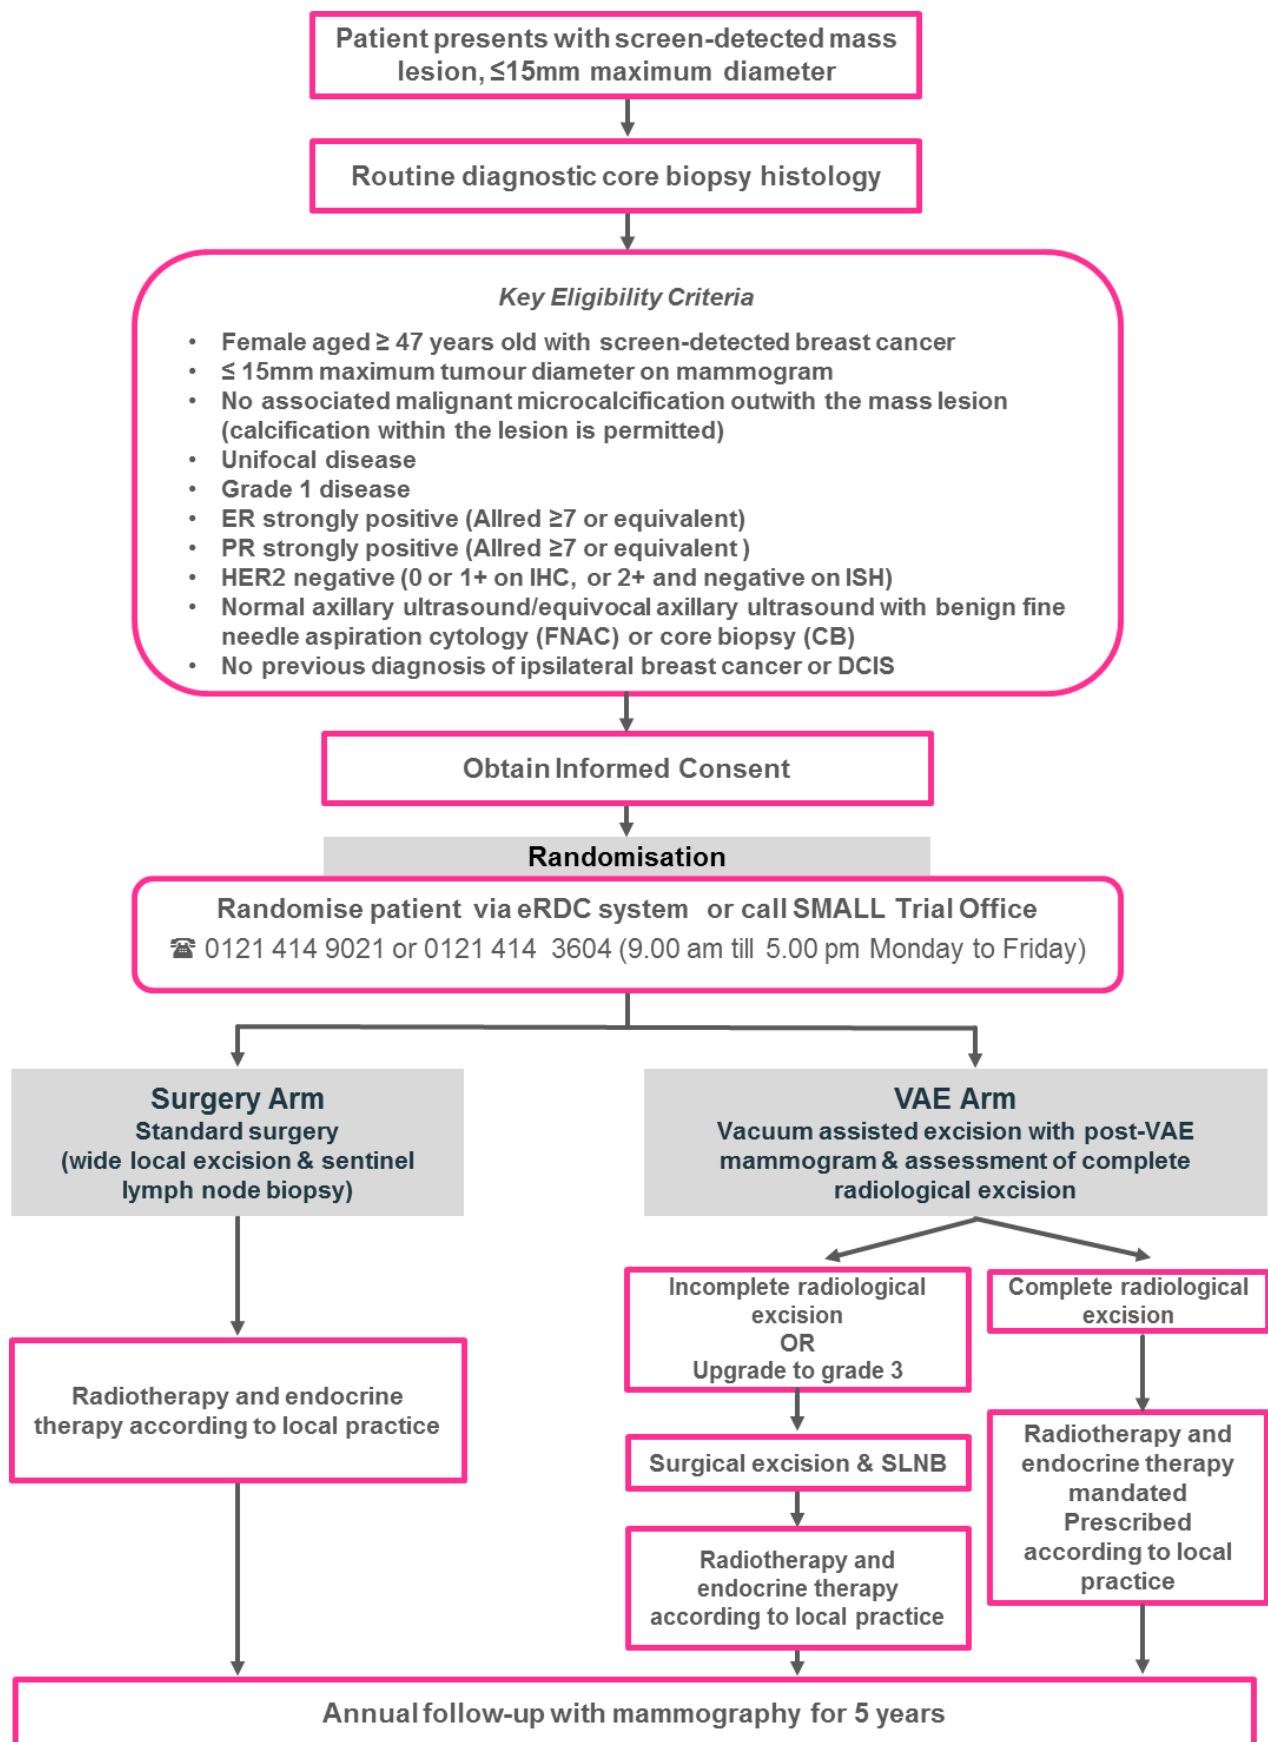 Patient presents with screen-detected mass
lesion, ≤15mm maximum diameter
Routine diagnostic core biopsy histology
Key Eligibility Criteria
• Female aged ≥ 47 years old with screen-detected breast cancer
• ≤ 15mm maximum tumour diameter on mammogram
• No associated malignant microcalcification outwith the mass lesion
(calcification within the lesion is permitted)
• Unifocal disease
• Grade 1 disease
• ER strongly positive (Allred ≥7 or equivalent)
• PR strongly positive (Allred ≥7 or equivalent )
• HER2 negative (0 or 1+ on IHC, or 2+ and negative on ISH)
• Normal axillary ultrasound/equivocal axillary ultrasound with benign fine
needle aspiration cytology (FNAC) or core biopsy (CB)
• No previous diagnosis of ipsilateral breast cancer or DCIS
Obtain Informed Consent
Randomisation
Randomise patient via eRDC system or call SMALL Trial Office
☎ 0121 414 9021 or 0121 414 3604 (9.00 am till 5.00 pm Monday to Friday)
Surgery Arm
Standard surgery
(wide local excision & sentinel
lymph node biopsy)
Radiotherapy and endocrine
therapy according to local practice
VAE Arm
Vacuum assisted excision with post-VAE
mammogram & assessment of complete
radiological excision
Incomplete radiological
excision
OR
Upgrade to grade 3
Surgical excision & SLNB
Radiotherapy and
endocrine therapy
according to local practice
Complete radiological
excision
Radiotherapy and
endocrine therapy
mandated
Prescribed
according to local
practice
Annual follow-up with mammography for 5 years